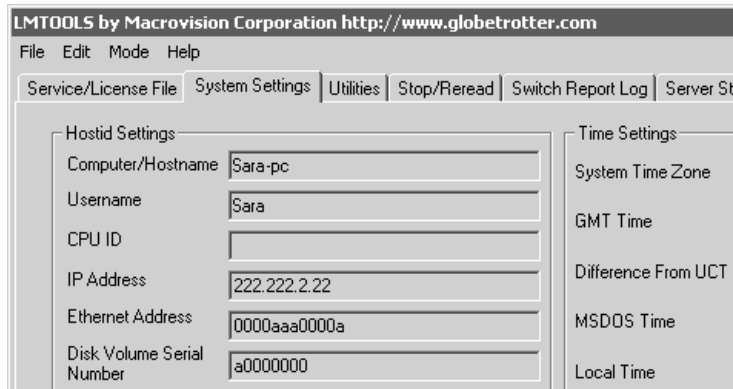 LMTOOLS by Macrovision Corporation http://www.globetrotter.com
File Edit Mode Help
Service/License File System Settings Utilities Stop/Reread Switch Report Log Server St
Hostid Settings
Computer/Hostname Sara-pc
Username Sara
CPU ID
IP Address 222.222.2.22
Ethernet Address 0000aaa0000a
Disk Volume Serial
Number a0000000
Time Settings
System Time Zone
GMT Time
Difference From UCT
MSDOS Time
Local Time